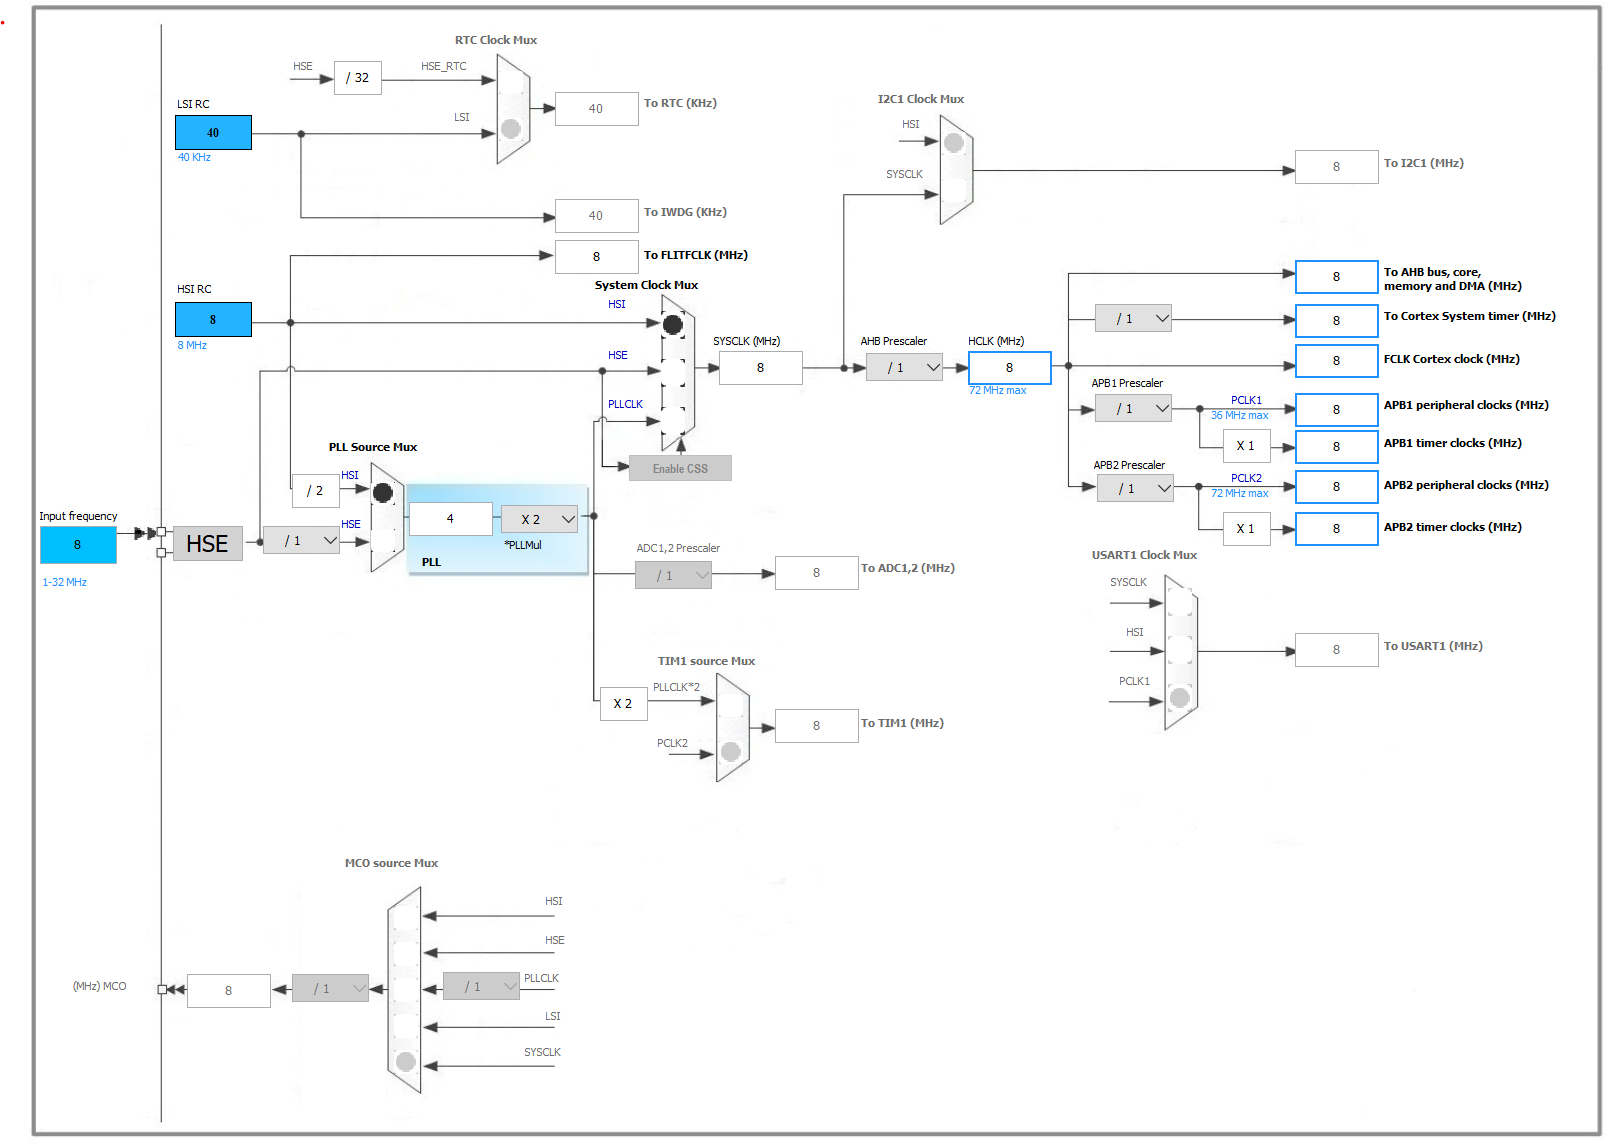 RTC Clock Mux
HSE
/ 32
HSE_RTC
LSI RC
40
40 KHz
LSI
40
To RTC (KHz)
40
To IWDG (KHz)
I2C1 Clock Mux
HSI
SYSCLK
8
To I2C1 (MHz)
8
To FLITFCLK (MHz)
HSI RC
8
8 MHz
System Clock Mux
HSI
HSE
PLLCLK
Enable CSS
SYSCLK (MHz)
8
AHB Prescaler
/ 1
HCLK (MHz)
8
72 MHz max
8
To AHB bus, core,
memory and DMA (MHz)
/ 1
8
To Cortex System timer (MHz)
8
FCLK Cortex clock (MHz)
APB1 Prescaler
/ 1
PCLK1
36 MHz max
8
APB1 peripheral clocks (MHz)
X 1
8
APB1 timer clocks (MHz)
APB2 Prescaler
/ 1
PCLK2
72 MHz max
8
APB2 peripheral clocks (MHz)
X 1
8
APB2 timer clocks (MHz)
PLL Source Mux
/ 2
HSI
Input frequency
8
1-32 MHz
HSE
/ 1
HSE
4
X 2
*PLLMul
PLL
ADC1,2 Prescaler
/ 1
8
To ADC1,2 (MHz)
USART1 Clock Mux
SYSCLK
HSI
PCLK1
8
To USART1 (MHz)
TIM1 source Mux
X 2
PLLCLK*2
PCLK2
8
To TIM1 (MHz)
MCO source Mux
HSI
HSE
(MHz) MCO
8
/ 1
/ 1
PLLCLK
LSI
SYSCLK